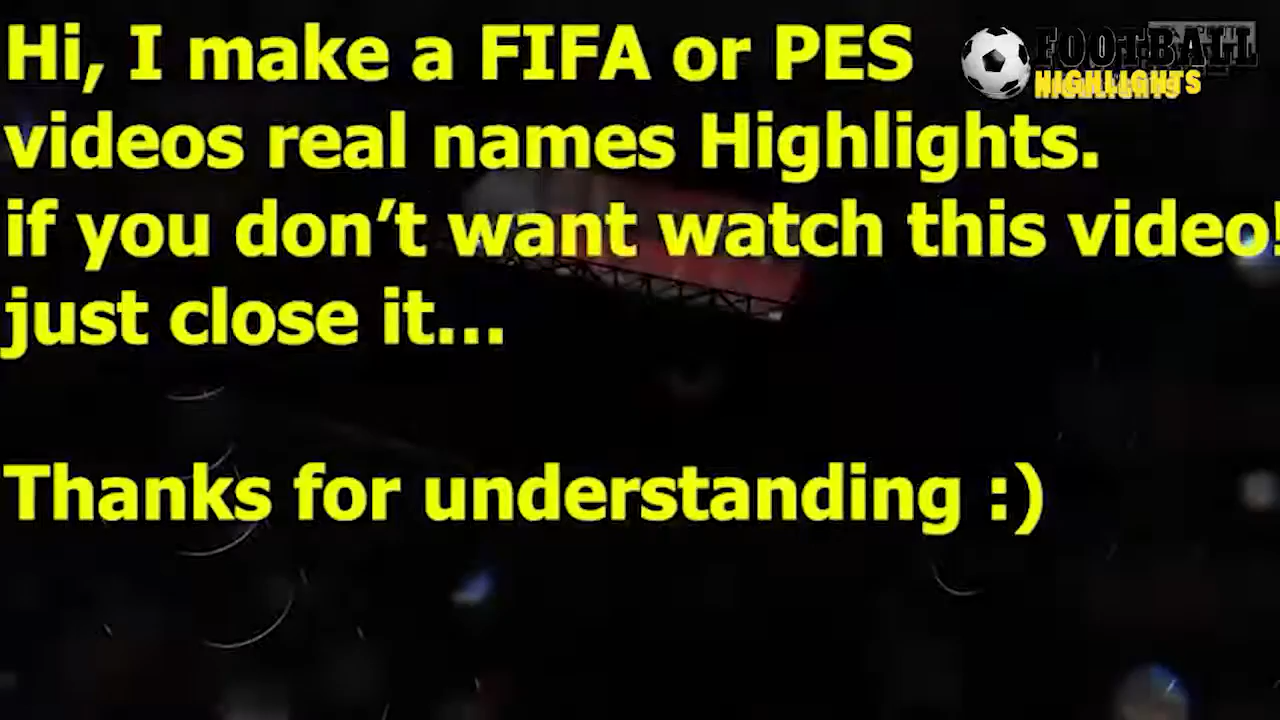 Hi, I make a FIFA or PES
videos real names Highlights.
if you don’t want watch this video!
just close it...
Thanks for understanding :)
FOOTBALL
HIGHLIGHTS